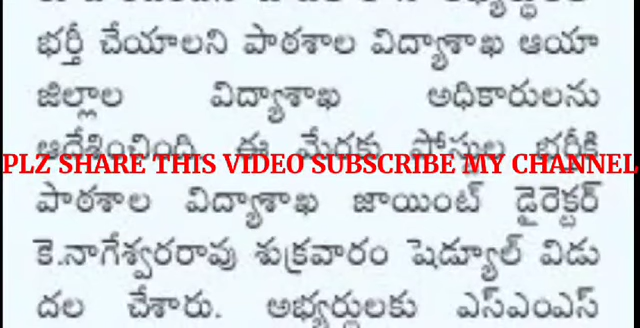 భర్తీ చేయాలని పాఠశాల విద్యాశాఖ ఆయా
జిల్లాల విద్యాశాఖ అధికారులను
ఆదేశించింది. ఈ మేరకు పోస్టుల భర్తీకి
PLZ SHARE THIS VIDEO SUBSCRIBE MY CHANNEL
పాఠశాల విద్యాశాఖ జాయింట్ డైరెక్టర్
కె.నాగేశ్వరరావు శుక్రవారం షెడ్యూల్ విడు
దల చేశారు. అభ్యర్థులకు ఎస్ఎంఎస్